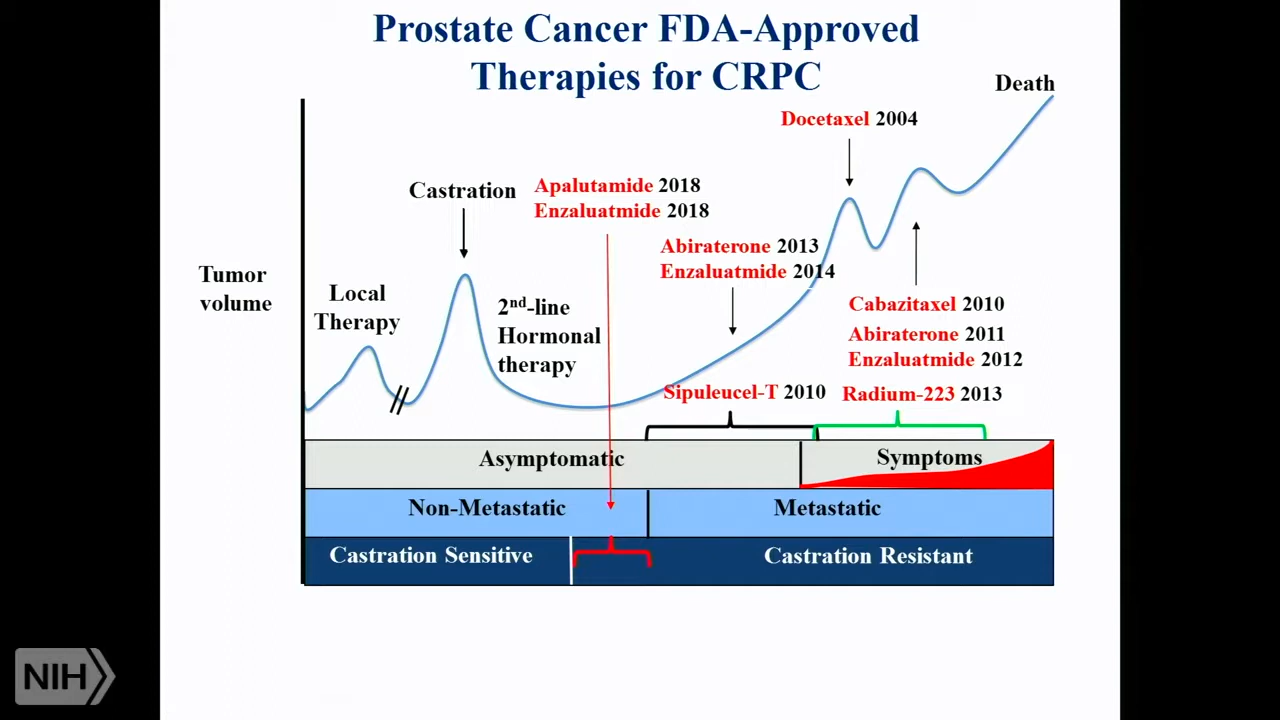 Prostate Cancer FDA-Approved
Therapies for CRPC
Death
Docetaxel 2004
Castration
Apalutamide 2018
Enzaluatmide 2018
Abiraterone 2013
Enzaluatmide 2014
Tumor
volume
Local
Therapy
2nd-line
Hormonal
therapy
Cabazitaxel 2010
Abiraterone 2011
Enzaluatmide 2012
Sipuleucel-T 2010
Radium-223 2013
Asymptomatic
Symptoms
Non-Metastatic
Metastatic
Castration Sensitive
Castration Resistant
NIH